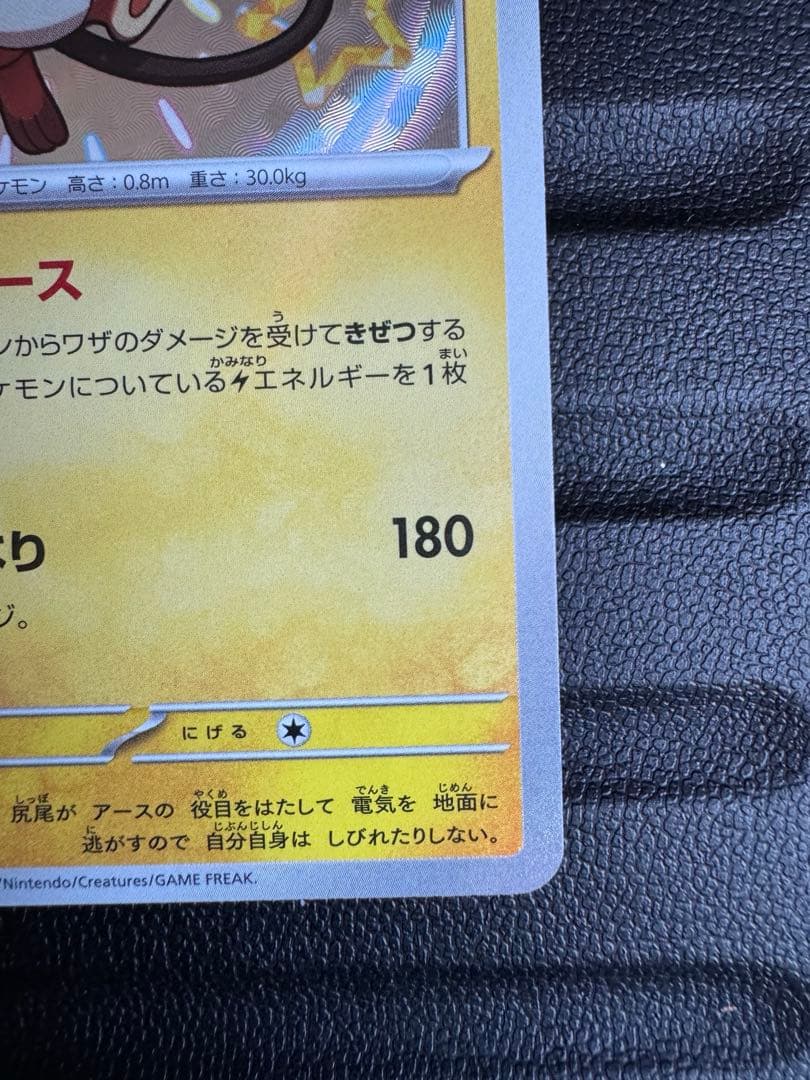 ケモン 高さ:0.8m 重さ:30.0kg
ース
ンからワザのダメージを受けてきぜつする
ケモンについているエネルギーを1枚
り 180
ジ。
にげる
尻尾が アースの 役目をはたして 電気を 地面に
逃がすので 自分自身は しびれたりしない。
/Nintendo/Creatures/GAME FREAK.